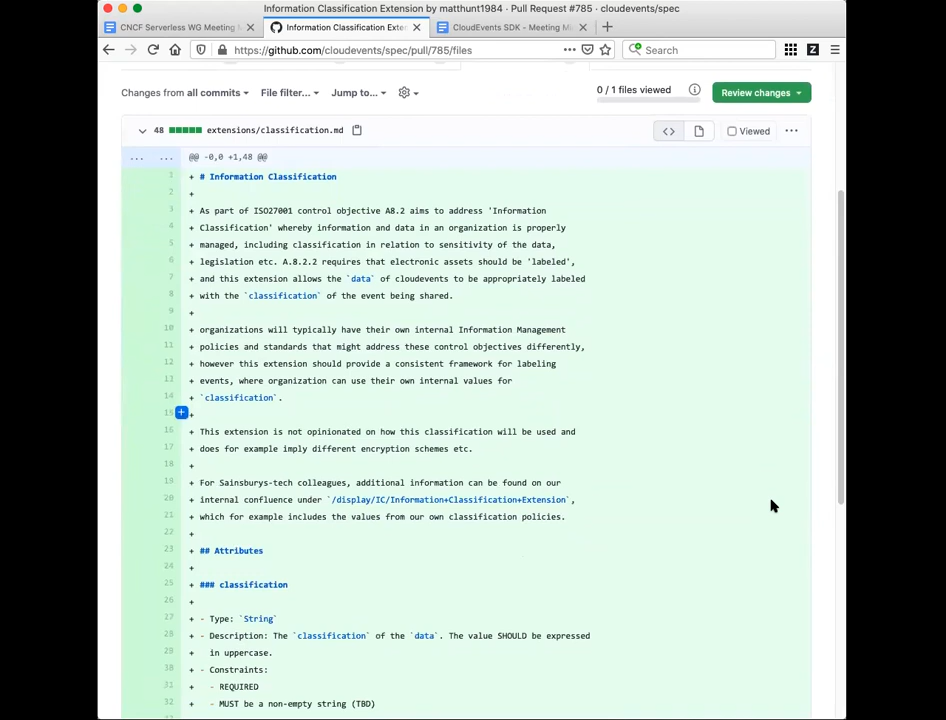 Information Classification Extension by matthunt1984 · Pull Request #785 · cloudevents/spec
CNCF Serverless WG Meeting
Information Classification Exte
CloudEvents SDK - Meeting Mi
https://github.com/cloudevents/spec/pull/785/files
Search
Z
Changes from all commits
File filter...
Jump to...
0 / 1 files viewed
Review changes
48 extensions/classification.md
Viewed
... ... @@ -0,0 +1,48 @@
1 + # Information Classification
2 +
3 + As part of ISO27001 control objective A8.2 aims to address 'Information
4 + Classification' whereby information and data in an organization is properly
5 + managed, including classification in relation to sensitivity of the data,
6 + legislation etc. A.8.2.2 requires that electronic assets should be 'labeled',
7 + and this extension allows the `data` of cloudevents to be appropriately labeled
8 + with the `classification` of the event being shared.
9 +
10 + organizations will typically have their own internal Information Management
11 + policies and standards that might address these control objectives differently,
12 + however this extension should provide a consistent framework for labeling
13 + events, where organization can use their own internal values for
14 + `classification`.
15 +
16 + This extension is not opinionated on how this classification will be used and
17 + does for example imply different encryption schemes etc.
18 +
19 + For Sainsburys-tech colleagues, additional information can be found on our
20 + internal confluence under `/display/IC/Information+Classification+Extension`,
21 + which for example includes the values from our own classification policies.
22 +
23 + ## Attributes
24 +
25 + ### classification
26 +
27 + - Type: `String`
28 + - Description: The `classification` of the `data`. The value SHOULD be expressed
29 + in uppercase.
30 + - Constraints:
31 + - REQUIRED
32 + - MUST be a non-empty string (TBD)